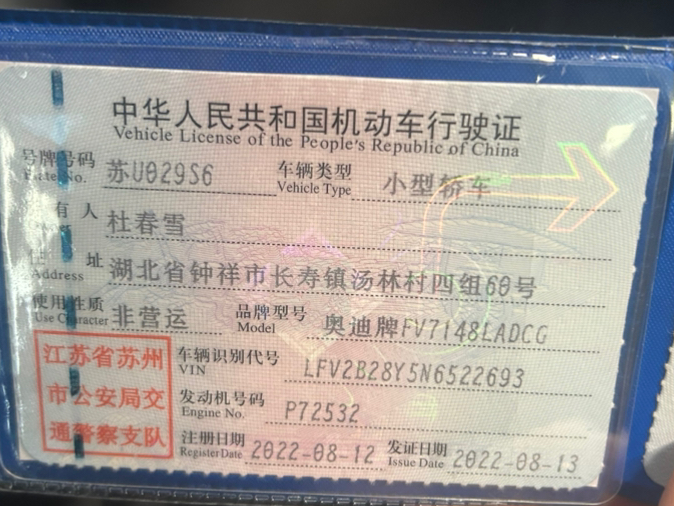 中华人民共和国机动车行驶证
Vehicle License of the People's Republic of China
号牌号码 苏U029S6 车辆类型 小型轿车
Plate No. Vehicle Type
有 人 杜春雪
址 湖北省钟祥市长寿镇汤林村四组60号
Address
使用性质 非营运 品牌型号 奥迪牌FV7148LADCG
Use Character Model
江苏省苏州
市公安局交
通警察支队
车辆识别代号 LFV2B28Y5N6522693
VIN
发动机号码 P72532
Engine No.
注册日期 2022-08-12 发证日期 2022-08-13
Register Date Issue Date